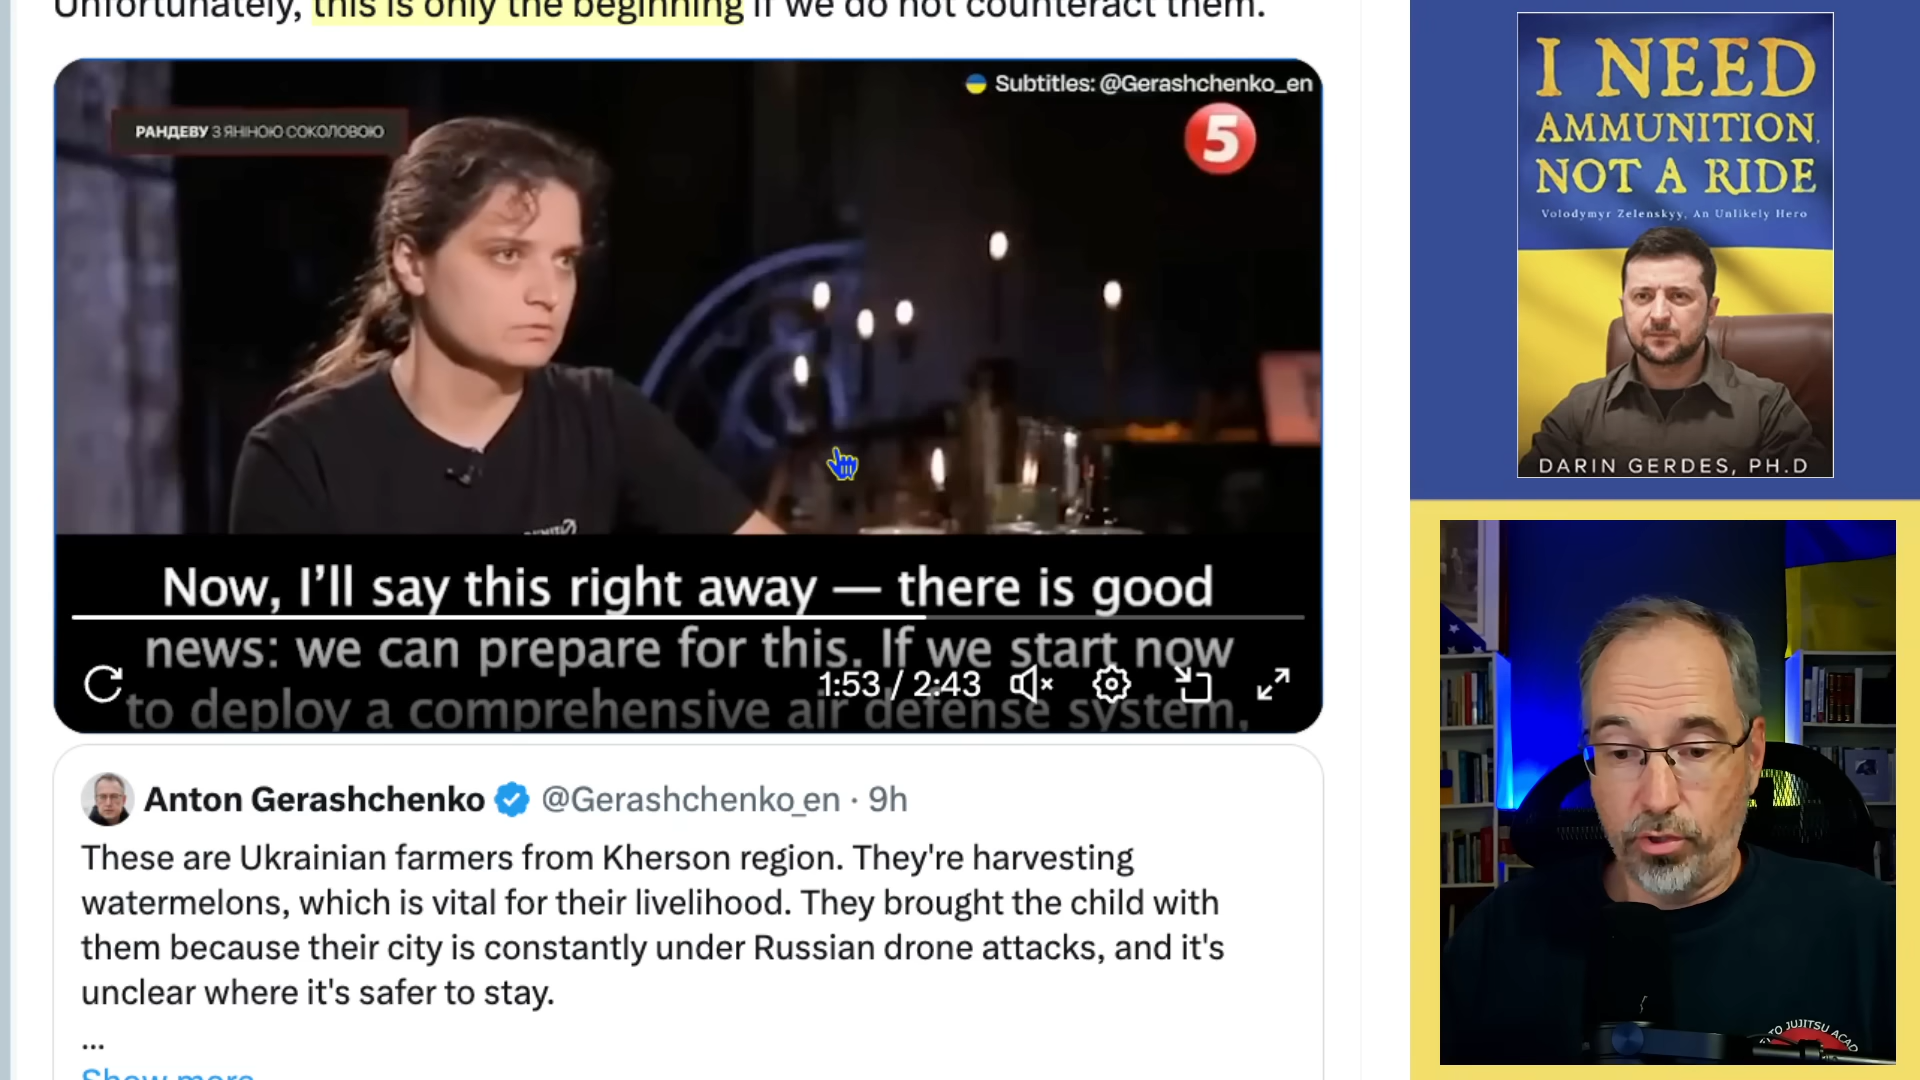 Unfortunately, this is only the beginning if we do not counteract them.
Subtitles: @Gerashchenko_en
РАНДЕВУ З ЯНІНОЮ СОКОЛОВОЮ
5
Now, I'll say this right away — there is good
news: we can prepare for this. If we start now
to deploy a comprehensive air defense system,
1:53 / 2:43
Anton Gerashchenko @Gerashchenko_en · 9h
These are Ukrainian farmers from Kherson region. They're harvesting
watermelons, which is vital for their livelihood. They brought the child with
them because their city is constantly under Russian drone attacks, and it's
unclear where it's safer to stay.
...
Show more
I NEED
AMMUNITION,
NOT A RIDE
Volodymyr Zelenskyy, An Unlikely Hero
DARIN GERDES, PH.D
JUJITSU ACAD